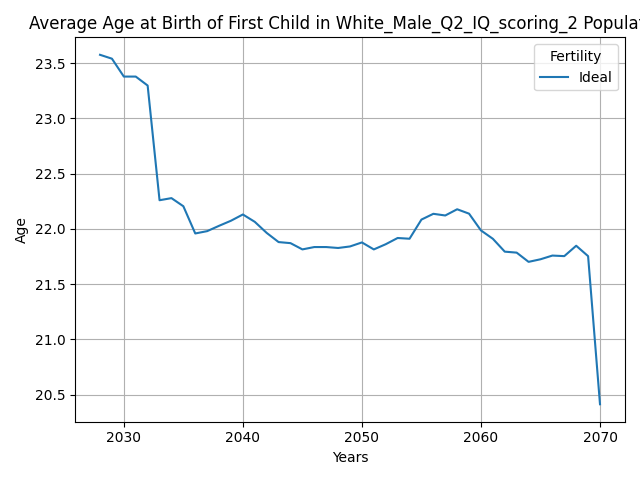 Average Age at Birth of First Child in White_Male_Q2_IQ_scoring_2 Populat
Fertility
Ideal
23.5
23.0
22.5
22.0
21.5
21.0
20.5
Age
2030 2040 2050 2060 2070
Years